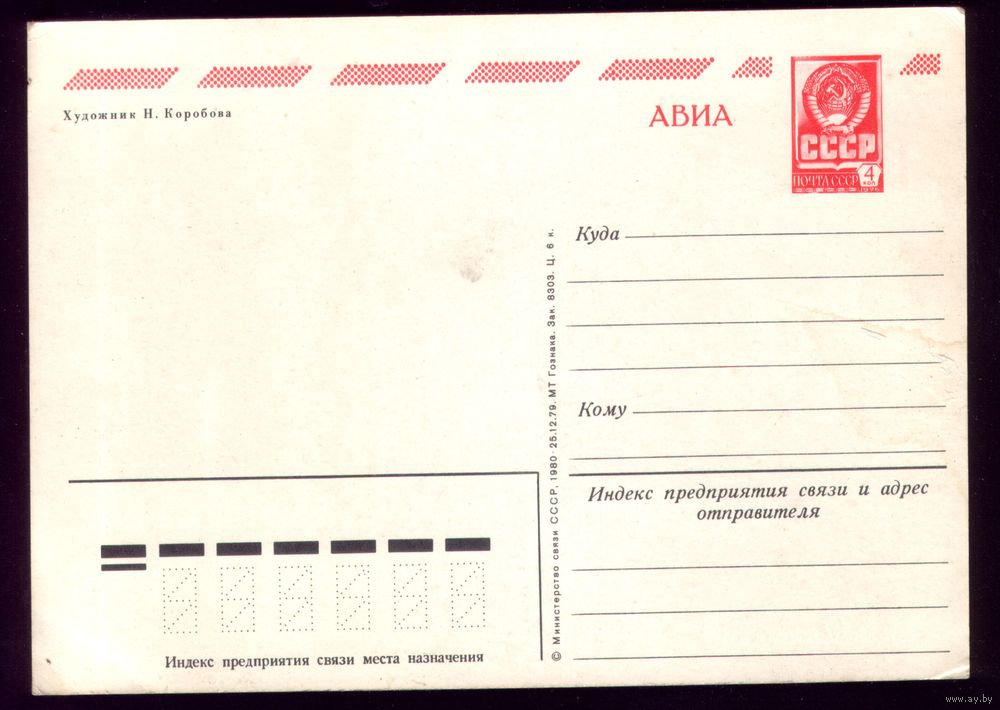 Художник Н. Коробова
АВИА
СССР
ПОЧТА СССР
4
КОП
1976
Куда
Кому
Индекс предприятия связи и адрес
отправителя
© Министерство связи СССР, 1980 · 25.12.79. МТ Гознака. Зак. 8303. Ц. 6 к.
Индекс предприятия связи места назначения
www.ay.by